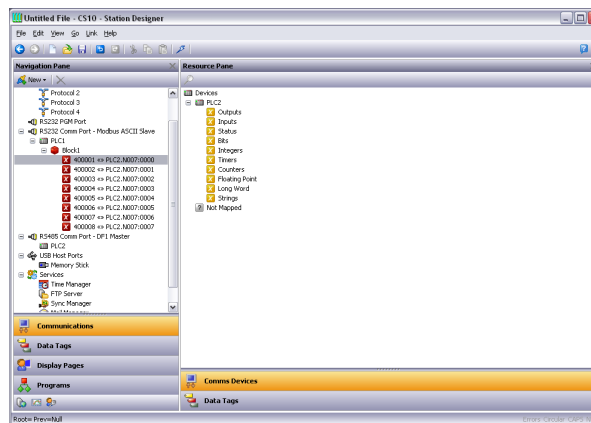 Untitled File - CS10 - Station Designer
File Edit View Go Link Help
Navigation Pane
New
Protocol 2
Protocol 3
Protocol 4
RS232 PGM Port
RS232 Comm Port - Modbus ASCII Slave
PLC1
Block1
400001 <=> PLC2.N007:0000
400002 <=> PLC2.N007:0001
400003 <=> PLC2.N007:0002
400004 <=> PLC2.N007:0003
400005 <=> PLC2.N007:0004
400006 <=> PLC2.N007:0005
400007 <=> PLC2.N007:0006
400008 <=> PLC2.N007:0007
RS485 Comm Port - DF1 Master
PLC2
USB Host Ports
Memory Stick
Services
Time Manager
FTP Server
Sync Manager
Mail Manager
Communications
Data Tags
Display Pages
Programs
Resource Pane
Devices
PLC2
Outputs
Inputs
Status
Bits
Integers
Timers
Counters
Floating Point
Long Word
Strings
Not Mapped
Comms Devices
Data Tags
Root= Prev=Null
Errors Circular CAPS